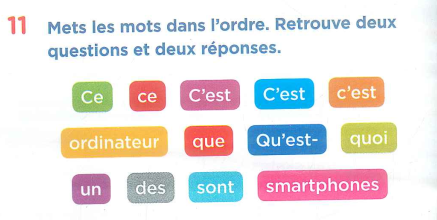 11 Mets les mots dans l'ordre. Retrouve deux
questions et deux réponses.
Ce ce C'est C'est c'est
ordinateur que Qu'est- quoi
un des sont smartphones